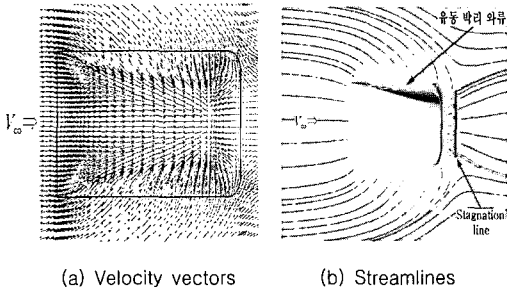 유동 박리 와류
V∞⇒
V∞⇒
Stagnation
line
(a) Velocity vectors
(b) Streamlines